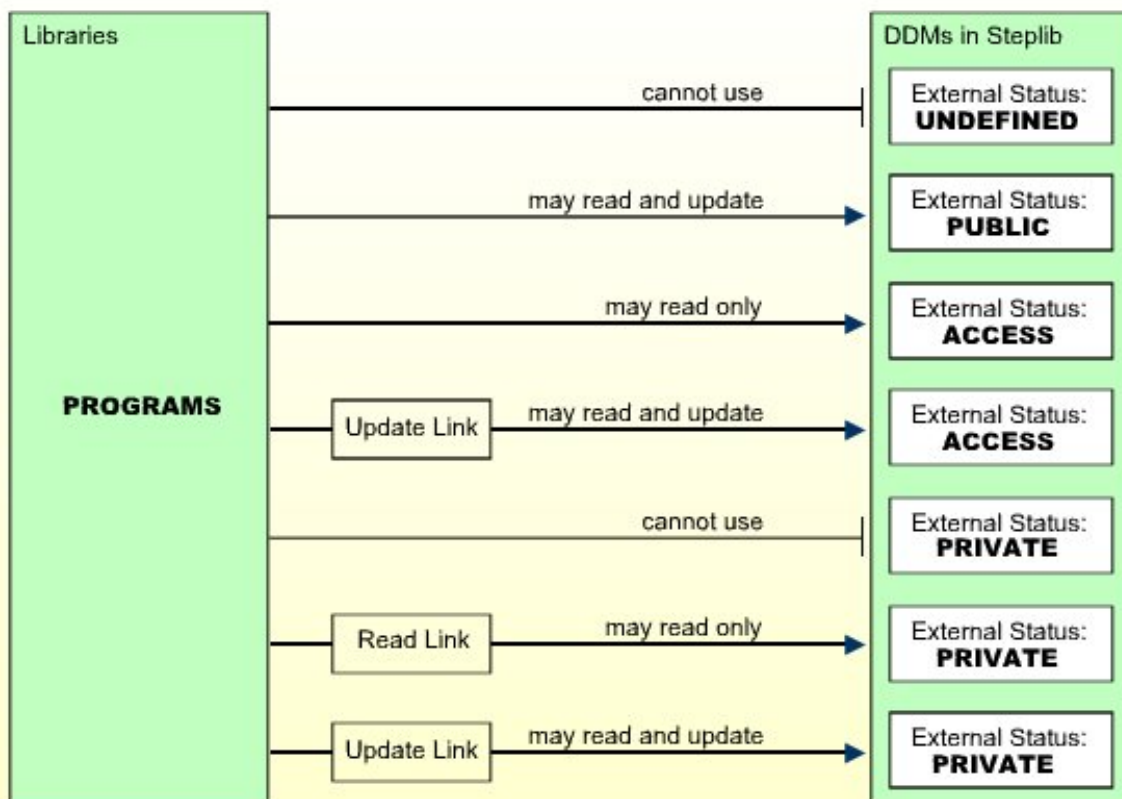 Libraries
DDMs in Steplib
cannot use
External Status:
UNDEFINED
may read and update
External Status:
PUBLIC
may read only
External Status:
ACCESS
PROGRAMS
Update Link
may read and update
External Status:
ACCESS
cannot use
External Status:
PRIVATE
Read Link
may read only
External Status:
PRIVATE
Update Link
may read and update
External Status:
PRIVATE